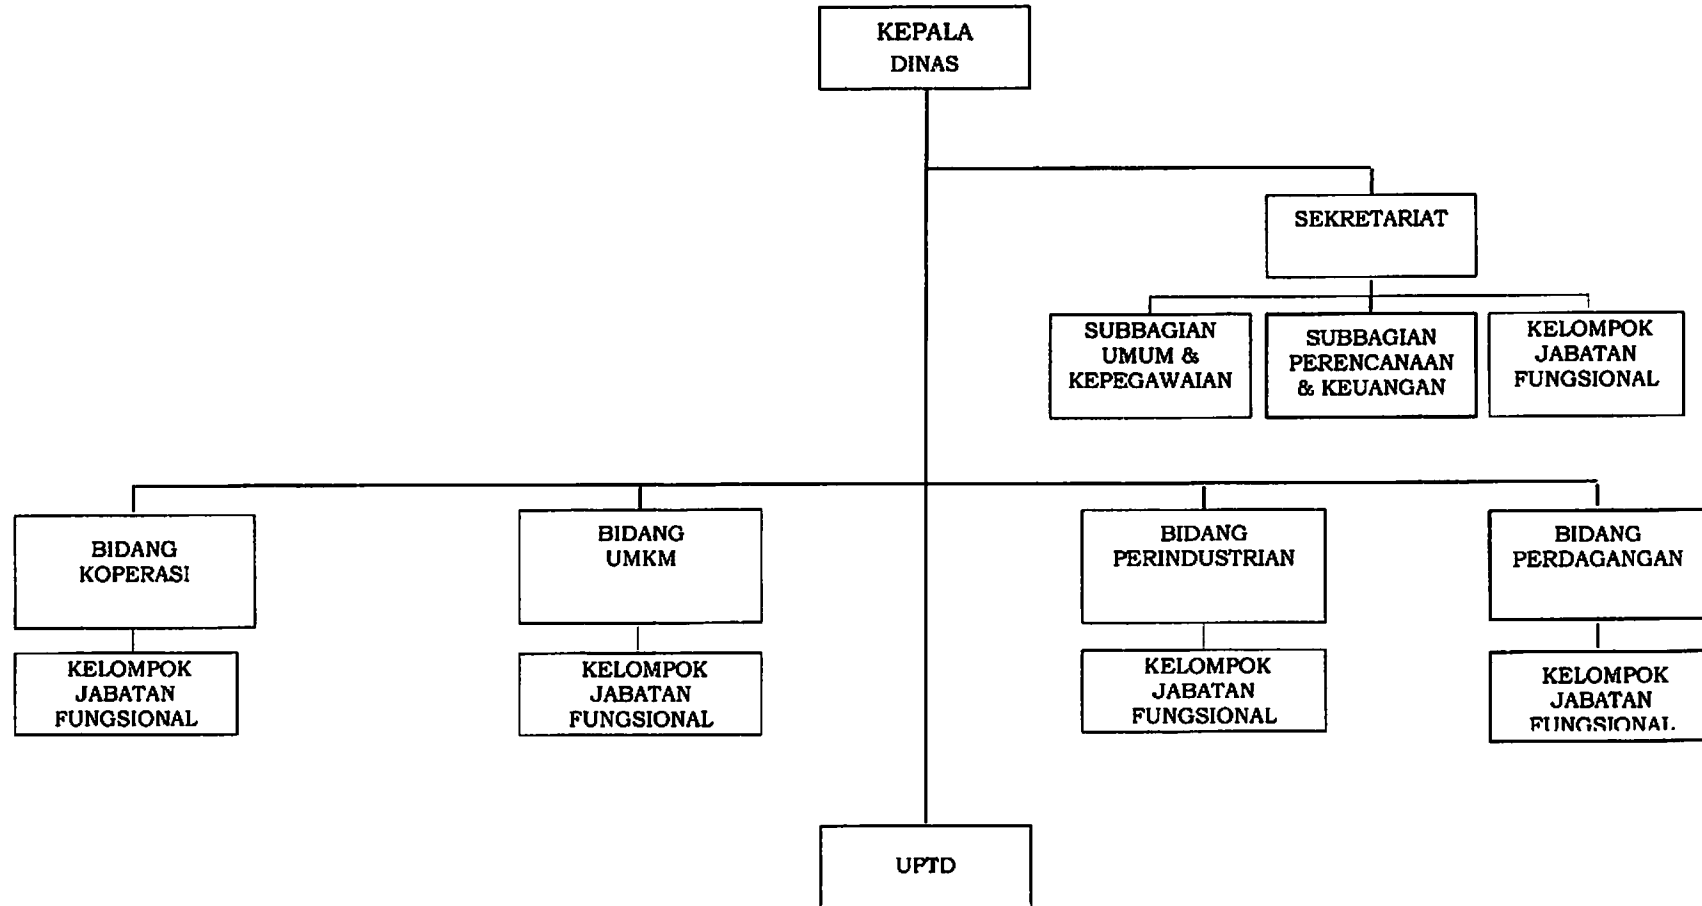 KEPALA
DINAS
SEKRETARIAT
SUBBAGIAN
UMUM &
KEPEGAWAIAN
SUBBAGIAN
PERENCANAAN
& KEUANGAN
KELOMPOK
JABATAN
FUNGSIONAL
BIDANG
KOPERASI
BIDANG
UMKM
BIDANG
PERINDUSTRIAN
BIDANG
PERDAGANGAN
KELOMPOK
JABATAN
FUNGSIONAL
KELOMPOK
JABATAN
FUNGSIONAL
KELOMPOK
JABATAN
FUNGSIONAL
KELOMPOK
JABATAN
FUNGSIONAL
UPTD